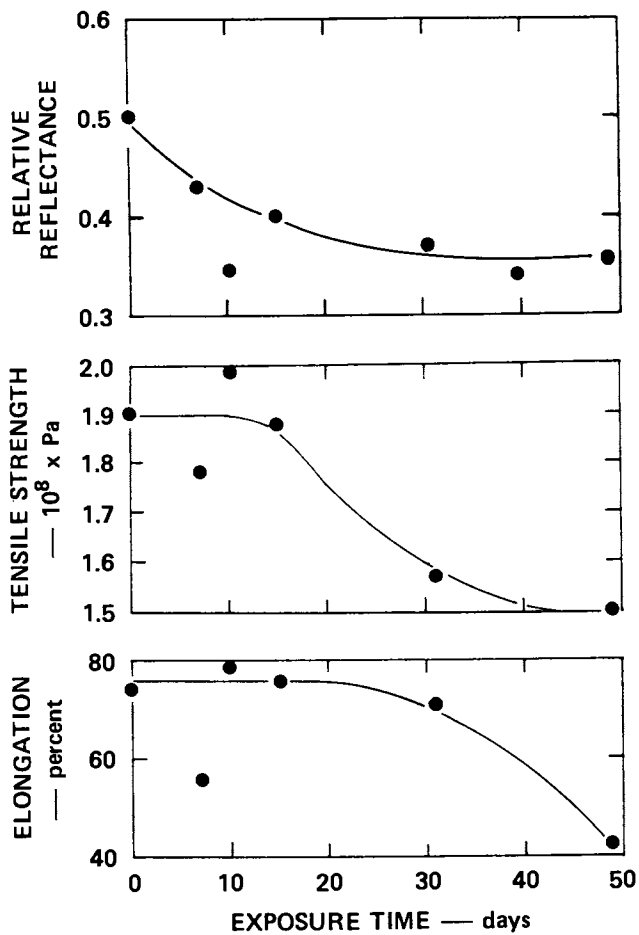 RELATIVE
REFLECTANCE
0.6
0.5
0.4
0.3
TENSILE STRENGTH
— 10⁸ x Pa
2.0
1.9
1.8
1.7
1.6
1.5
ELONGATION
— percent
80
60
40
0 10 20 30 40 50
EXPOSURE TIME — days